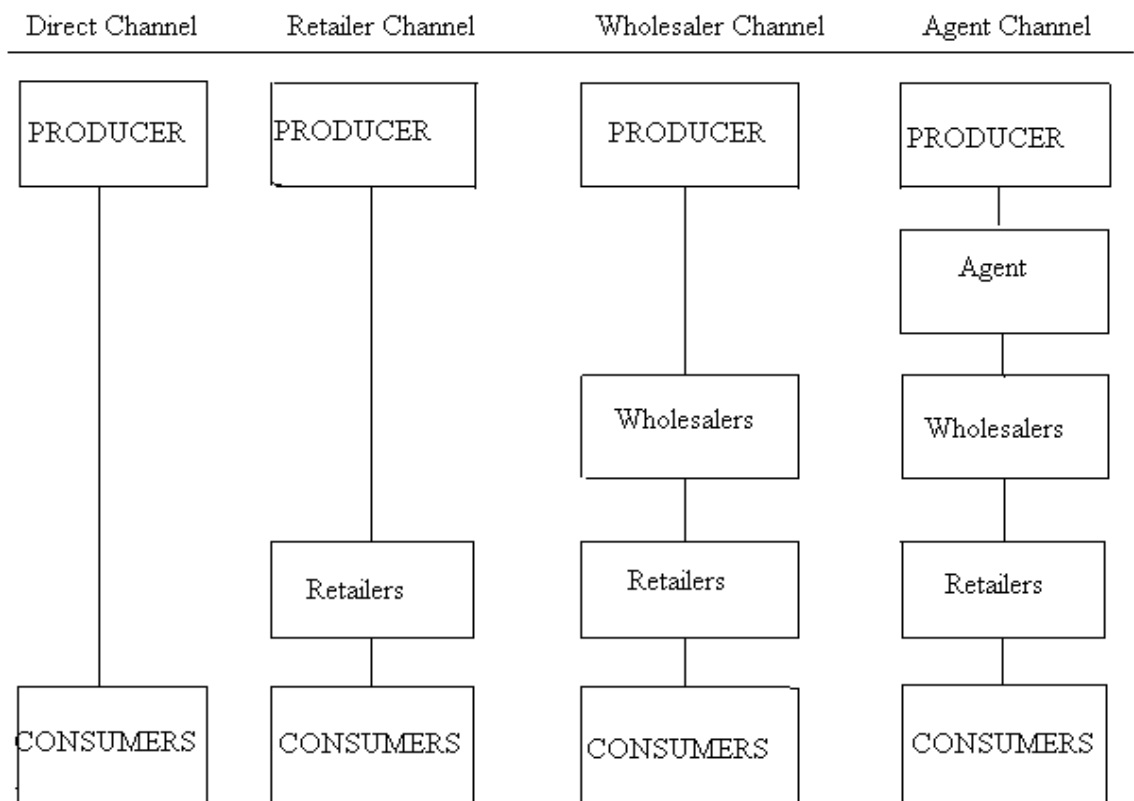 Direct Channel
Retailer Channel
Wholesaler Channel
Agent Channel
PRODUCER
PRODUCER
PRODUCER
PRODUCER
Agent
Wholesalers
Wholesalers
Retailers
Retailers
Retailers
CONSUMERS
CONSUMERS
CONSUMERS
CONSUMERS